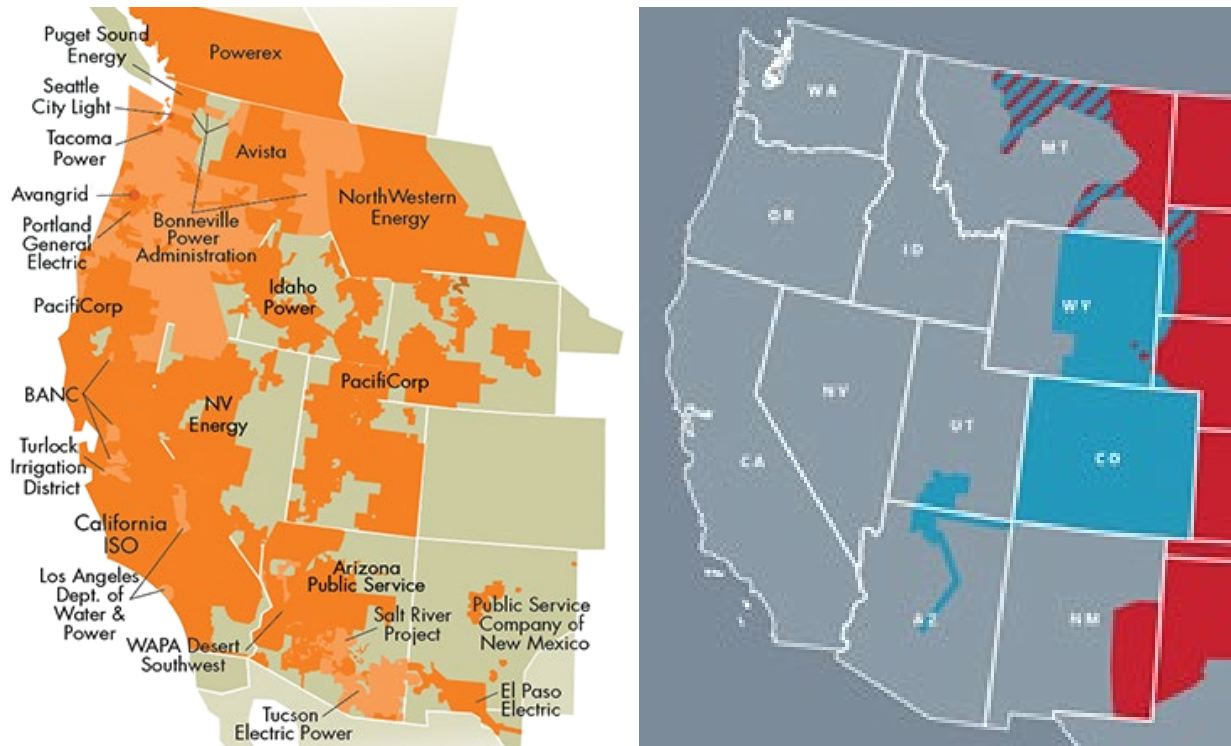 Puget Sound
Energy
Powerex
Seattle
City Light
Tacoma
Power
Avista
Avangrid
NorthWestern
Energy
Portland
General
Electric
Bonneville
Power
Administration
PacifiCorp
Idaho
Power
BANC
NV
Energy
PacifiCorp
Turlock
Irrigation
District
California
ISO
Los Angeles
Dept. of
Water &
Power
Arizona
Public Service
Salt River
Project
Public Service
Company of
New Mexico
WAPA Desert
Southwest
El Paso
Electric
Tucson
Electric Power
WA
MT
OR
ID
WY
NV
UT
CO
CA
AZ
NM